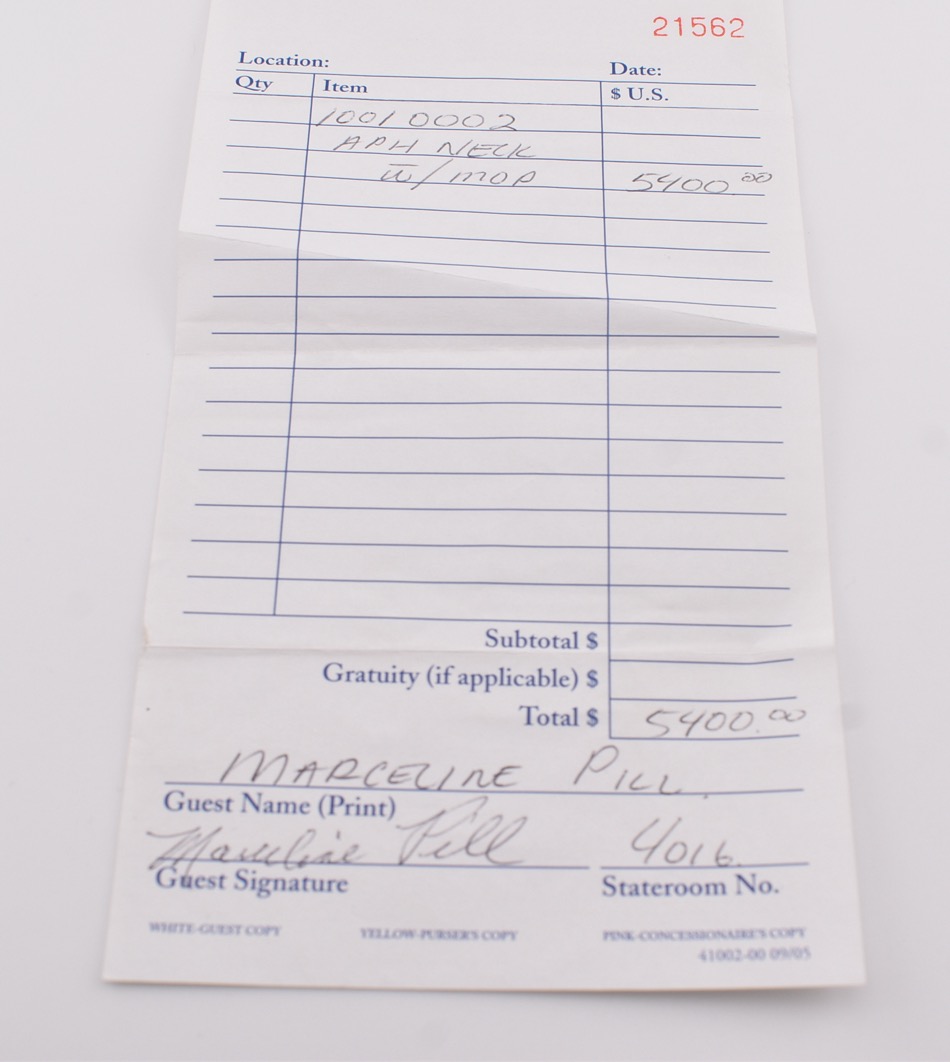 21562
Location: Date:
Qty Item $ U.S.
10010002
APH NECK
w/ MOP 5400.00
Subtotal $
Gratuity (if applicable) $
Total $ 5400.00
MARCELINE PILL
Guest Name (Print)
Marceline Pill 4016
Guest Signature Stateroom No.
WHITE-GUEST COPY YELLOW-PURSER'S COPY PINK-CONCESSIONAIRE'S COPY
41002-00 09/05